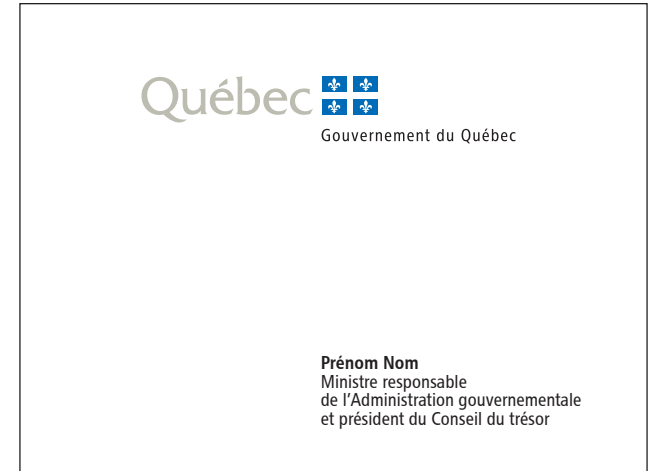 Québec
Gouvernement du Québec
Prénom Nom
Ministre responsable
de l’Administration gouvernementale
et président du Conseil du trésor